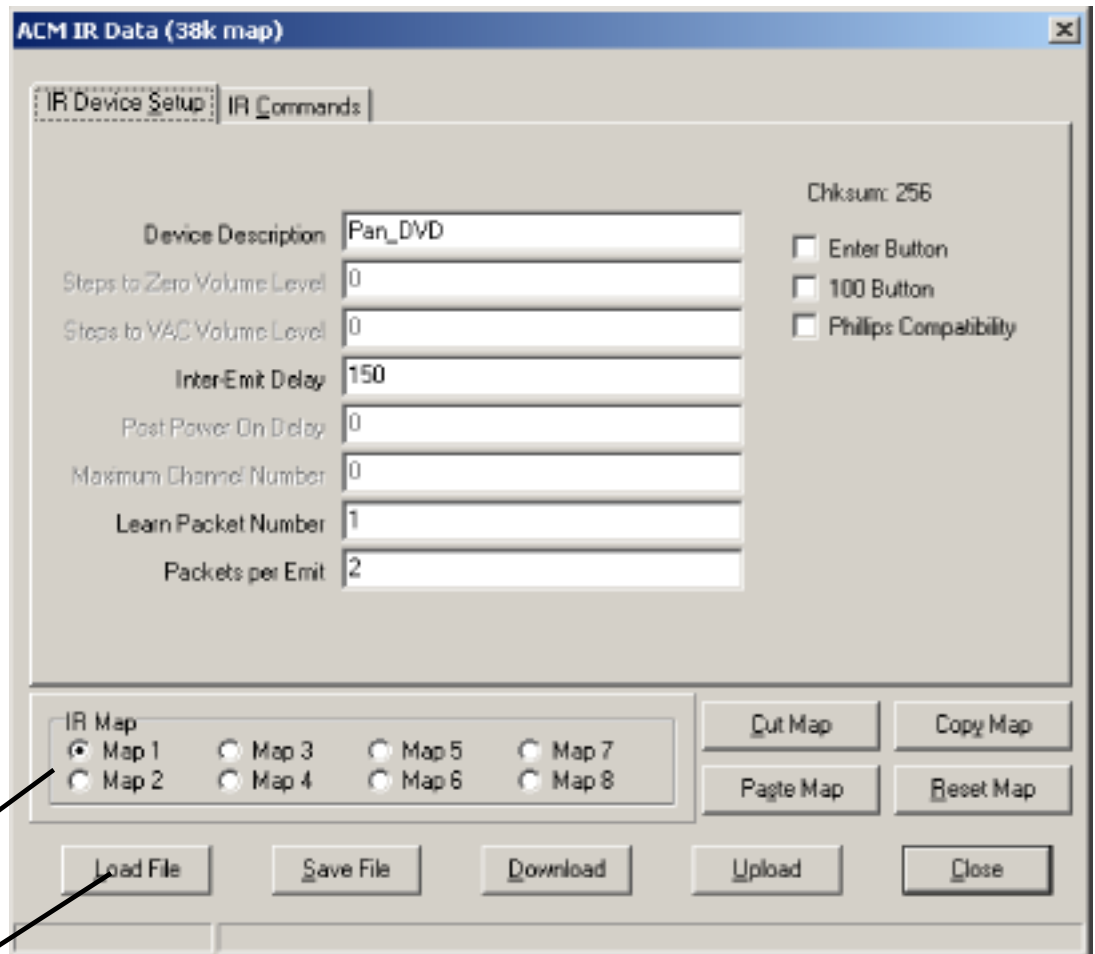 ACM IR Data (38k map)
IR Device Setup
IR Commands
Chksum: 256
Device Description Pan_DVD
Enter Button
Steps to Zero Volume Level 0
100 Button
Steps to VAC Volume Level 0
Phillips Compatibility
Inter-Emit Delay 150
Post Power On Delay 0
Maximum Channel Number 0
Learn Packet Number 1
Packets per Emit 2
IR Map
Map 1 Map 3 Map 5 Map 7
Map 2 Map 4 Map 6 Map 8
Cut Map Copy Map
Paste Map Reset Map
Load File Save File Download Upload Close